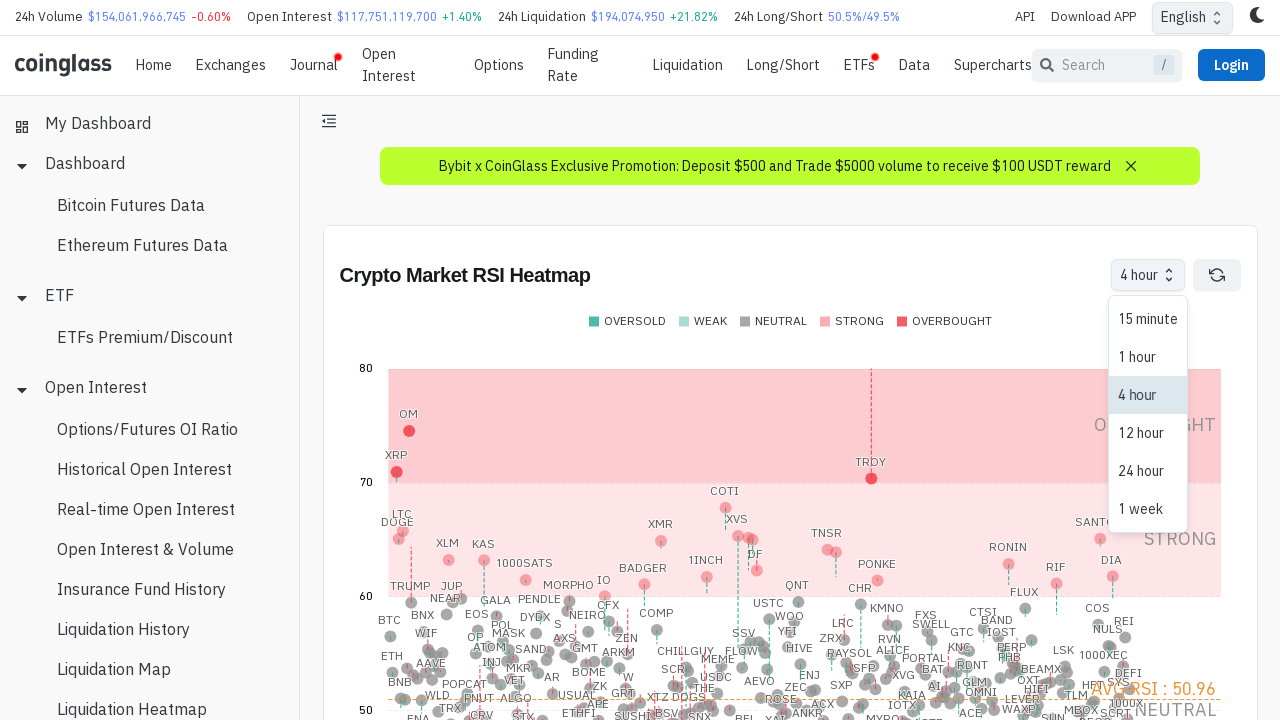 24h Volume $154,061,966,745 -0.60% Open Interest $117,751,119,700 +1.40% 24h Liquidation $194,074,950 +21.82% 24h Long/Short 50.5%/49.5% API Download APP English
coinglass Home Exchanges Journal Open Interest Options Funding Rate Liquidation Long/Short ETFs Data Supercharts Search / Login
My Dashboard
Dashboard
Bitcoin Futures Data
Ethereum Futures Data
ETF
ETFs Premium/Discount
Open Interest
Options/Futures OI Ratio
Historical Open Interest
Real-time Open Interest
Open Interest & Volume
Insurance Fund History
Liquidation History
Liquidation Map
Liquidation Heatmap
Bybit x CoinGlass Exclusive Promotion: Deposit $500 and Trade $5000 volume to receive $100 USDT reward
Crypto Market RSI Heatmap
4 hour
15 minute
1 hour
4 hour
12 hour
24 hour
1 week
OVERSOLD WEAK NEUTRAL STRONG OVERBOUGHT
80
OM
XRP TRDY
70
COTI
LTC XVS
DOGE XMR
TNSR STRONG
XLM KAS RONIN
1INCH DF DIA
1000SATS BADGER PONKE RIF
TRUMP JUP MORPHO IO QNT CHR FLUX
60
NEAR GALA PENDLE CFX USTC KMNO COS
BTC BNX EOS DYDX S NEIRO COMP WOO LRC FXS CTSI REI
WIF POL MASK SSV YFI ZRX SWELL GTC BAND IOST NULS
OP AXS ZEN RVN
ETH ATOM SAND GMT ARKM CHILLGUY FLOW HIVE RAYSOL ALICE KNC PERP LSK 1000XEC
AAVE INJ MKR BOME SCR MEME SFP PORTAL RDNT PHB BEAMX SXS
BNB POPCAT VET AR W USDC AEVO ENJ XVG BAT GLM OXT DEFI
WLD PNUT ALGO USUAL ZK GRT XTZ THE ROSE ZEC SXP KAIA AI OMNI HIFI TLM AVG RSI : 50.96
TRX APE ACX IOTX LEVER 1000X
50
ENA CRV STX ETHFI SUSHI BSV SNX BEL ANKR MYRO ACE WAXP SUN MBOX NEUTRAL